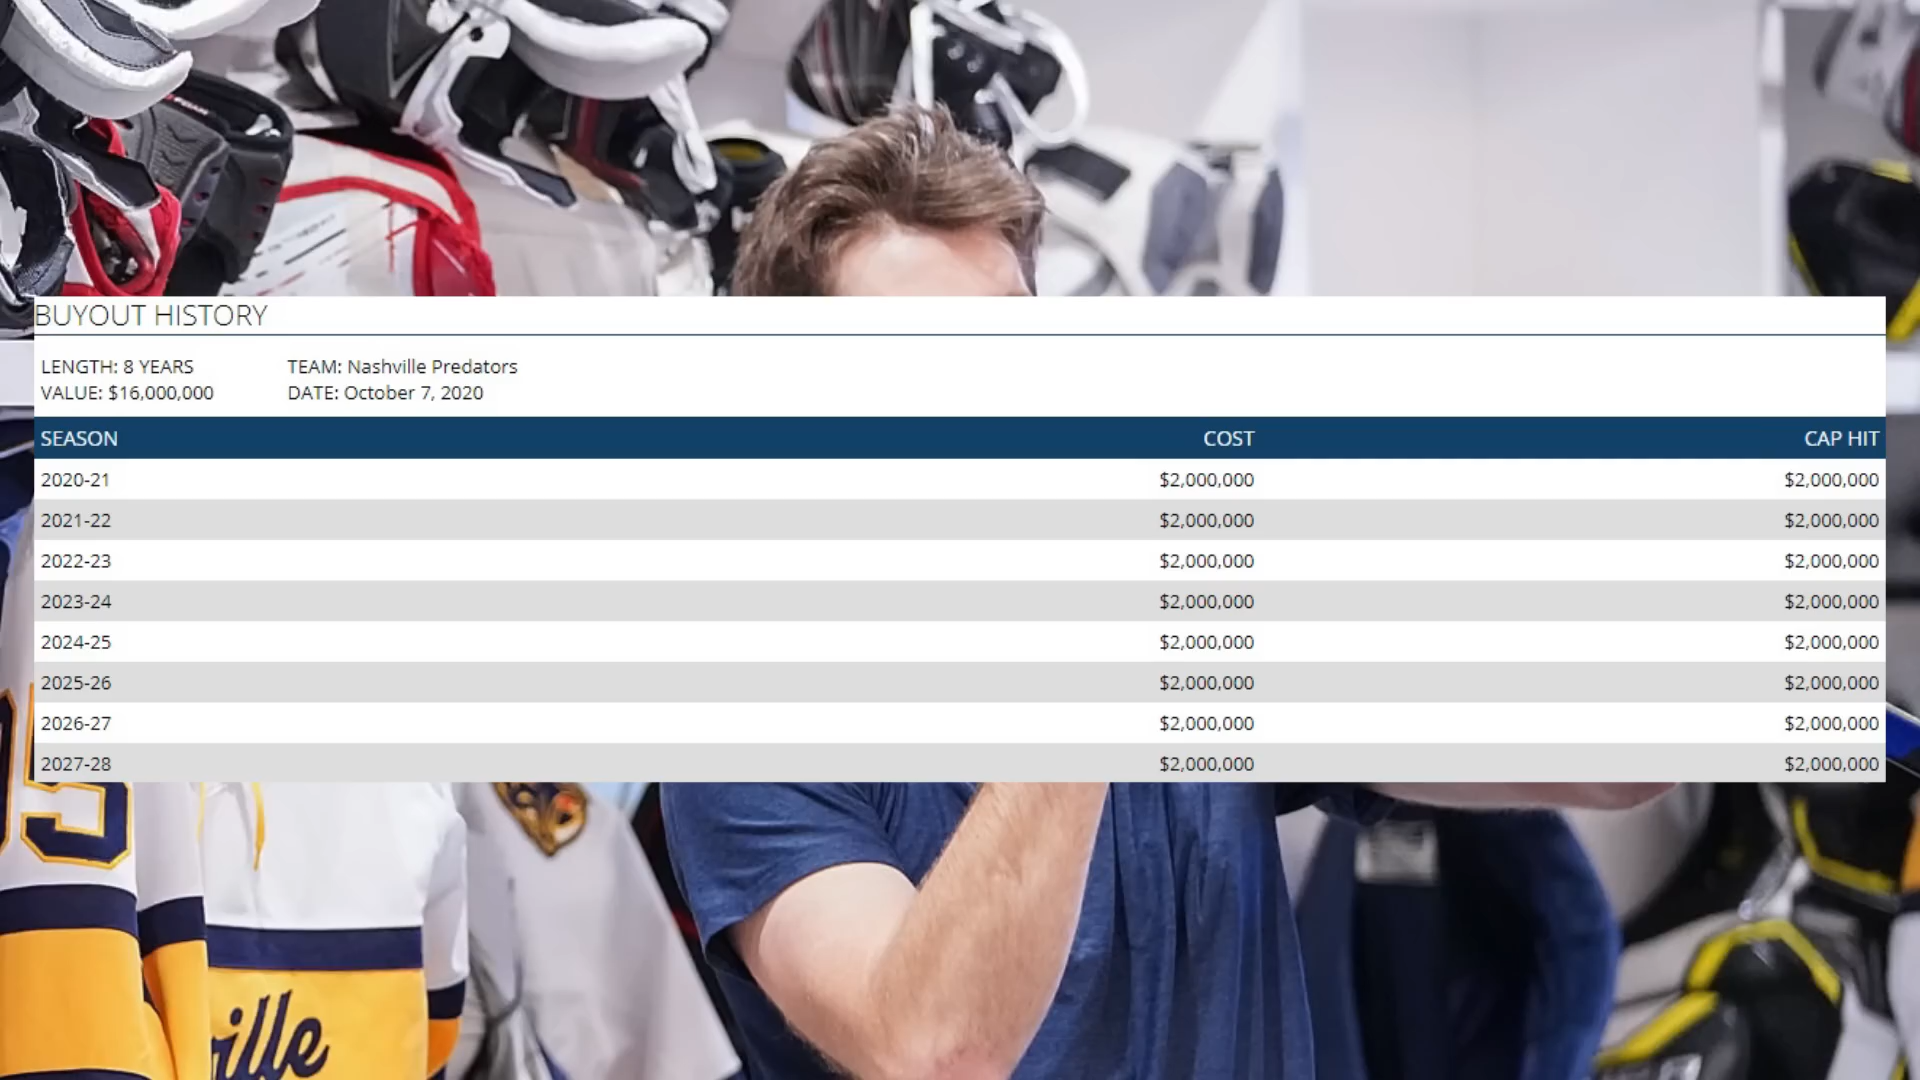 BUYOUT HISTORY
LENGTH: 8 YEARS TEAM: Nashville Predators
VALUE: $16,000,000 DATE: October 7, 2020
SEASON COST CAP HIT
2020-21 $2,000,000 $2,000,000
2021-22 $2,000,000 $2,000,000
2022-23 $2,000,000 $2,000,000
2023-24 $2,000,000 $2,000,000
2024-25 $2,000,000 $2,000,000
2025-26 $2,000,000 $2,000,000
2026-27 $2,000,000 $2,000,000
2027-28 $2,000,000 $2,000,000
95
ville